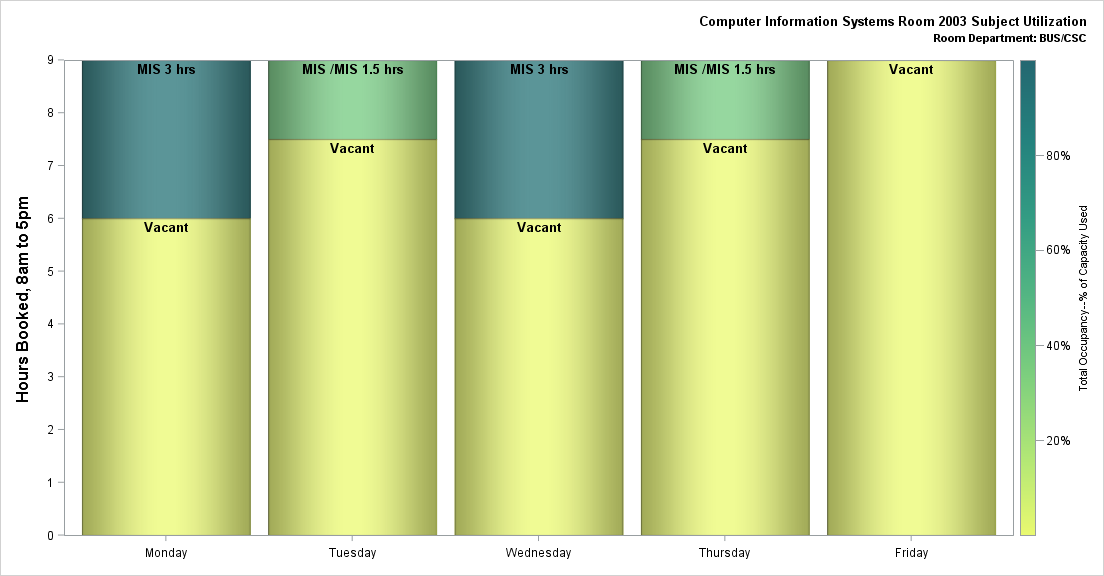 Computer Information Systems Room 2003 Subject Utilization
Room Department: BUS/CSC
Hours Booked, 8am to 5pm
9
8
7
6
5
4
3
2
1
0
MIS 3 hrs
Vacant
MIS /MIS 1.5 hrs
Vacant
MIS 3 hrs
Vacant
MIS /MIS 1.5 hrs
Vacant
Vacant
Monday
Tuesday
Wednesday
Thursday
Friday
80%
60%
40%
20%
Total Occupancy--% of Capacity Used